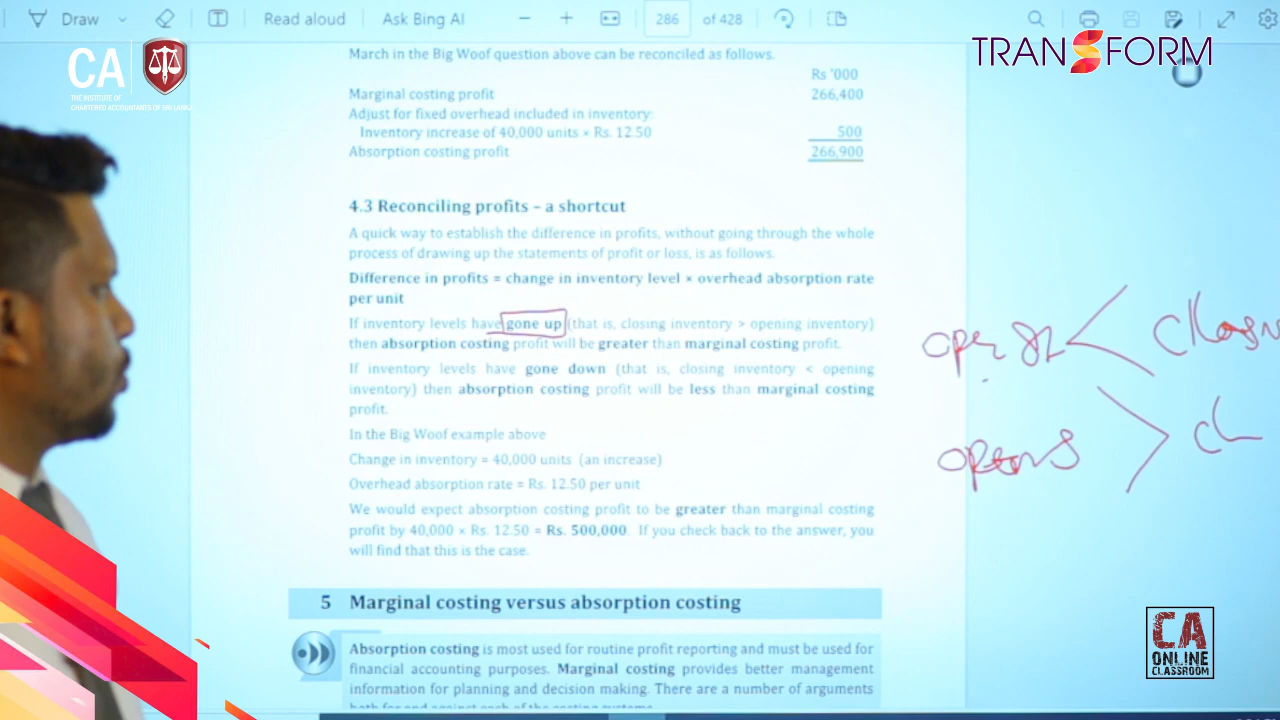 Draw
Read aloud
Ask Bing AI
286 of 428
CA
THE INSTITUTE OF
CHARTERED ACCOUNTANTS OF SRI LANKA
TRANSFORM
March in the Big Woof question above can be reconciled as follows.
Rs '000
Marginal costing profit 266,400
Adjust for fixed overhead included in inventory:
Inventory increase of 40,000 units × Rs. 12.50 500
Absorption costing profit 266,900
4.3 Reconciling profits – a shortcut
A quick way to establish the difference in profits, without going through the whole
process of drawing up the statements of profit or loss, is as follows.
Difference in profits = change in inventory level × overhead absorption rate
per unit
If inventory levels have gone up (that is, closing inventory > opening inventory)
then absorption costing profit will be greater than marginal costing profit.
If inventory levels have gone down (that is, closing inventory < opening
inventory) then absorption costing profit will be less than marginal costing
profit.
In the Big Woof example above
Change in inventory = 40,000 units (an increase)
Overhead absorption rate = Rs. 12.50 per unit
We would expect absorption costing profit to be greater than marginal costing
profit by 40,000 × Rs. 12.50 = Rs. 500,000. If you check back to the answer, you
will find that this is the case.
5 Marginal costing versus absorption costing
Absorption costing is most used for routine profit reporting and must be used for
financial accounting purposes. Marginal costing provides better management
information for planning and decision making. There are a number of arguments
both for and against each of the costing systems.
CA
ONLINE
CLASSROOM